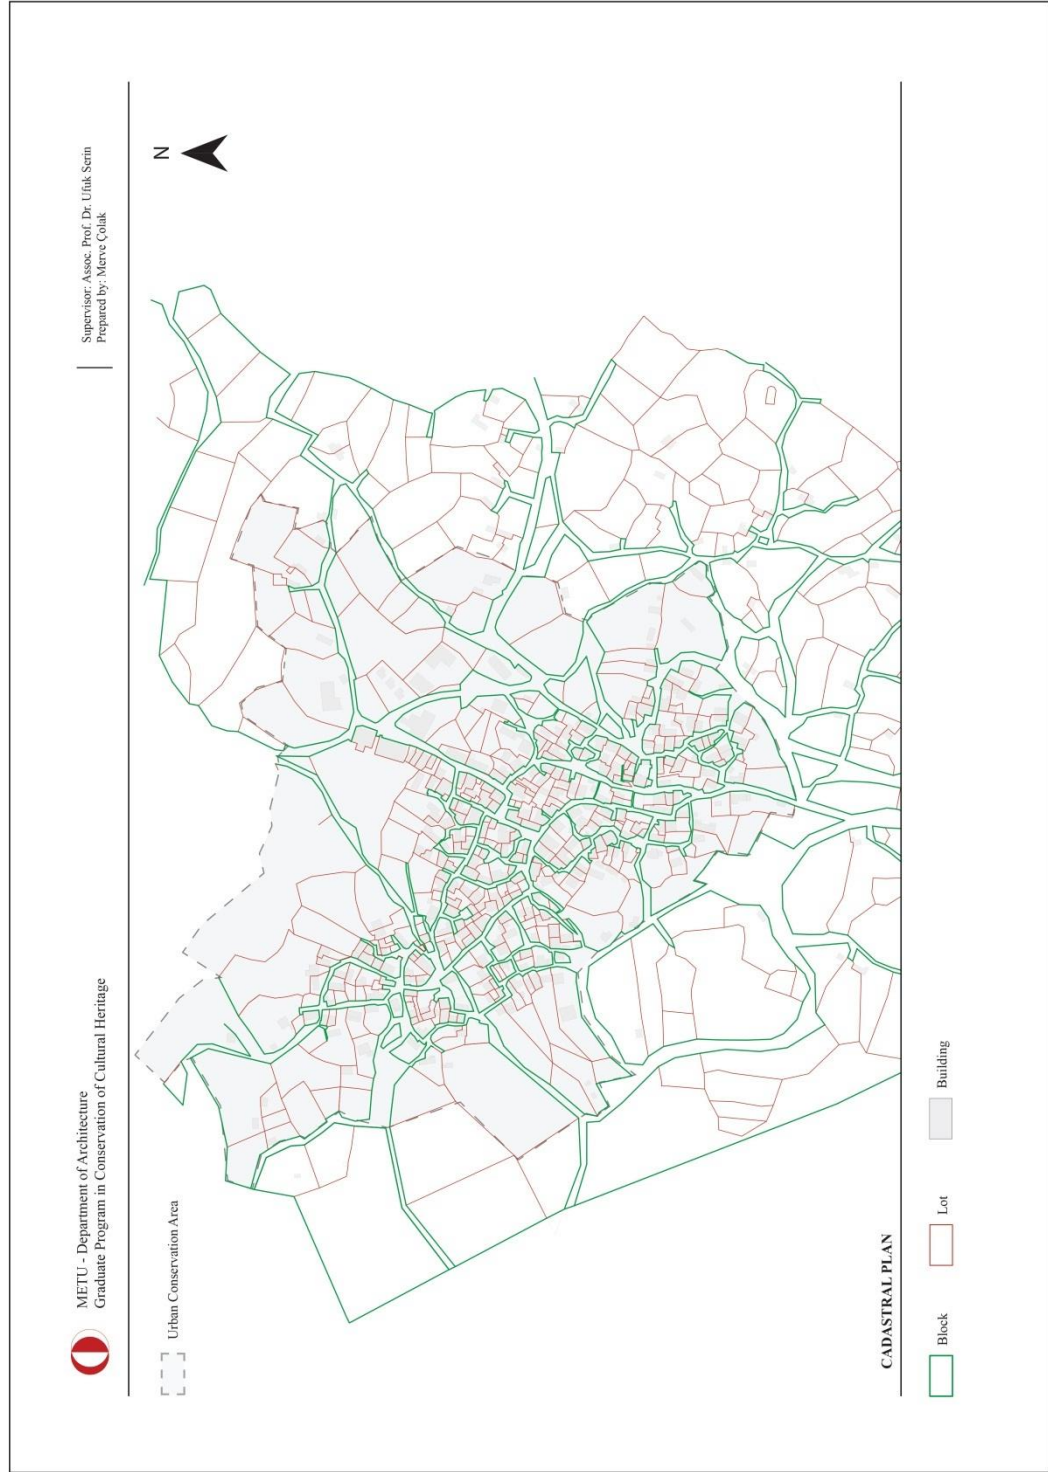 METU - Department of Architecture
Graduate Program in Conservation of Cultural Heritage
Supervisor: Assoc. Prof. Dr. Ufuk Serin
Prepared by: Merve Çolak
Urban Conservation Area
N
CADASTRAL PLAN
Block
Lot
Building